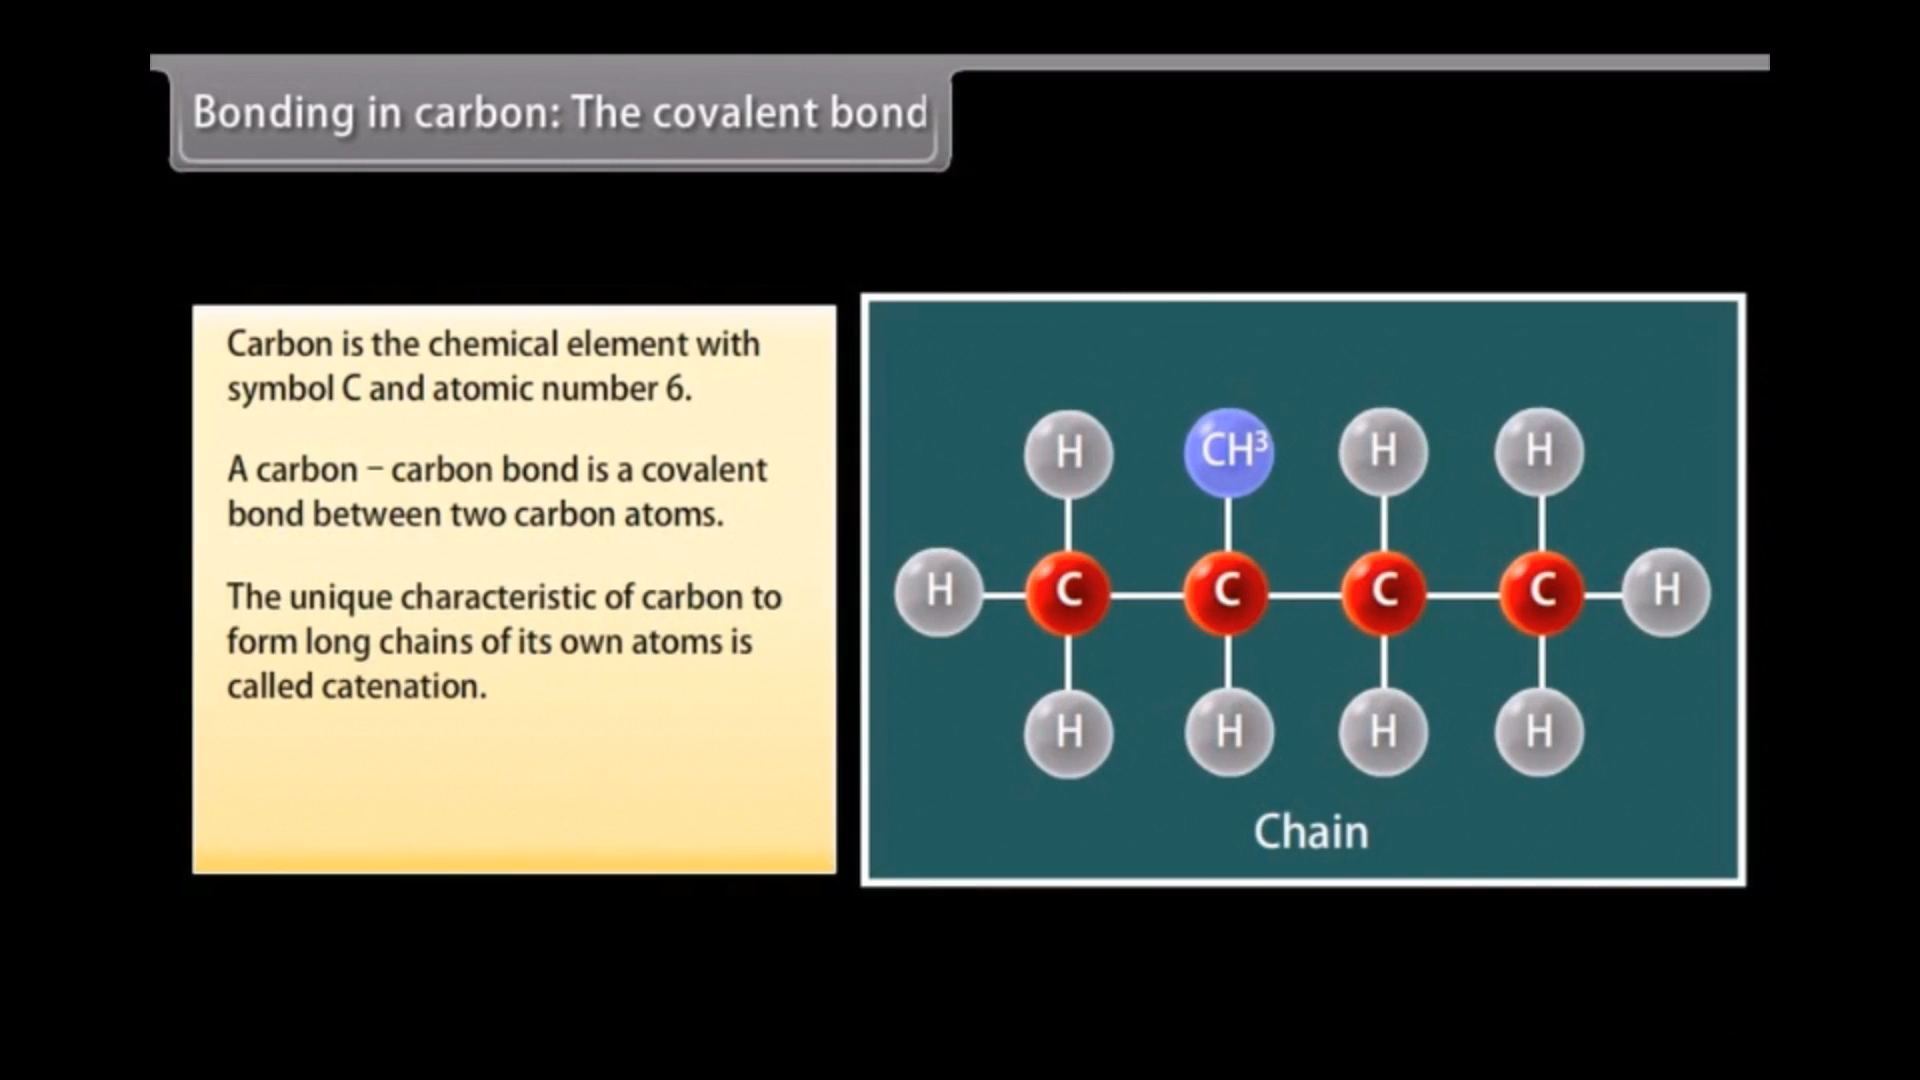 Bonding in carbon: The covalent bond
Carbon is the chemical element with
symbol C and atomic number 6.
A carbon – carbon bond is a covalent
bond between two carbon atoms.
The unique characteristic of carbon to
form long chains of its own atoms is
called catenation.
H CH³ H H
H C C C C H
H H H H
Chain